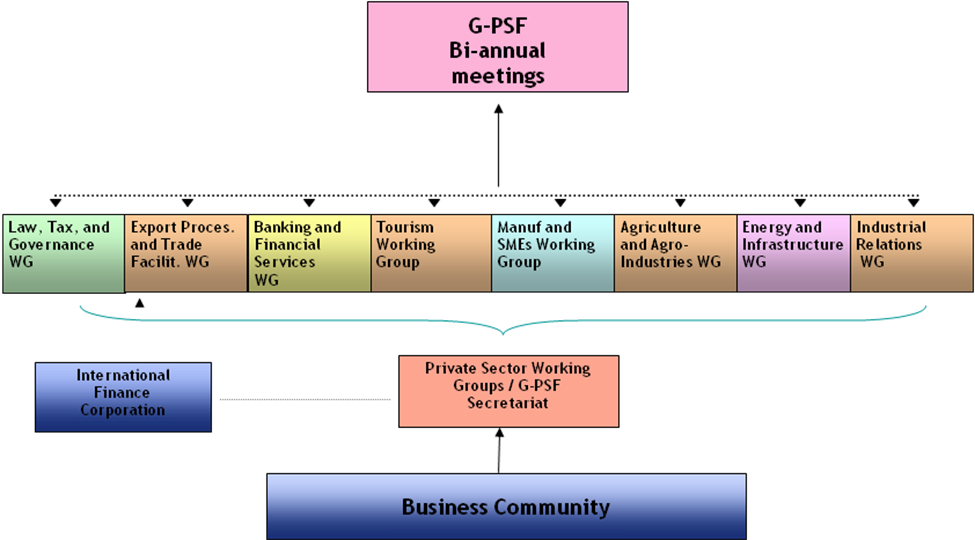 G-PSF
Bi-annual
meetings
Law, Tax, and
Governance
WG
Export Proces.
and Trade
Facilit. WG
Banking and
Financial
Services
WG
Tourism
Working
Group
Manuf and
SMEs Working
Group
Agriculture
and Agro-
Industries WG
Energy and
Infrastructure
WG
Industrial
Relations
WG
International
Finance
Corporation
Private Sector Working
Groups / G-PSF
Secretariat
Business Community